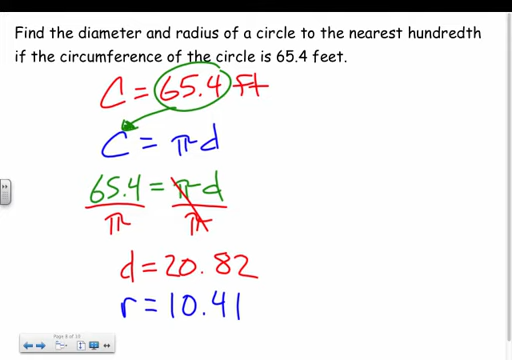 Find the diameter and radius of a circle to the nearest hundredth
if the circumference of the circle is 65.4 feet.
C = 65.4 ft
C = πd
65.4 = πd
π π
d = 20.82
r = 10.41